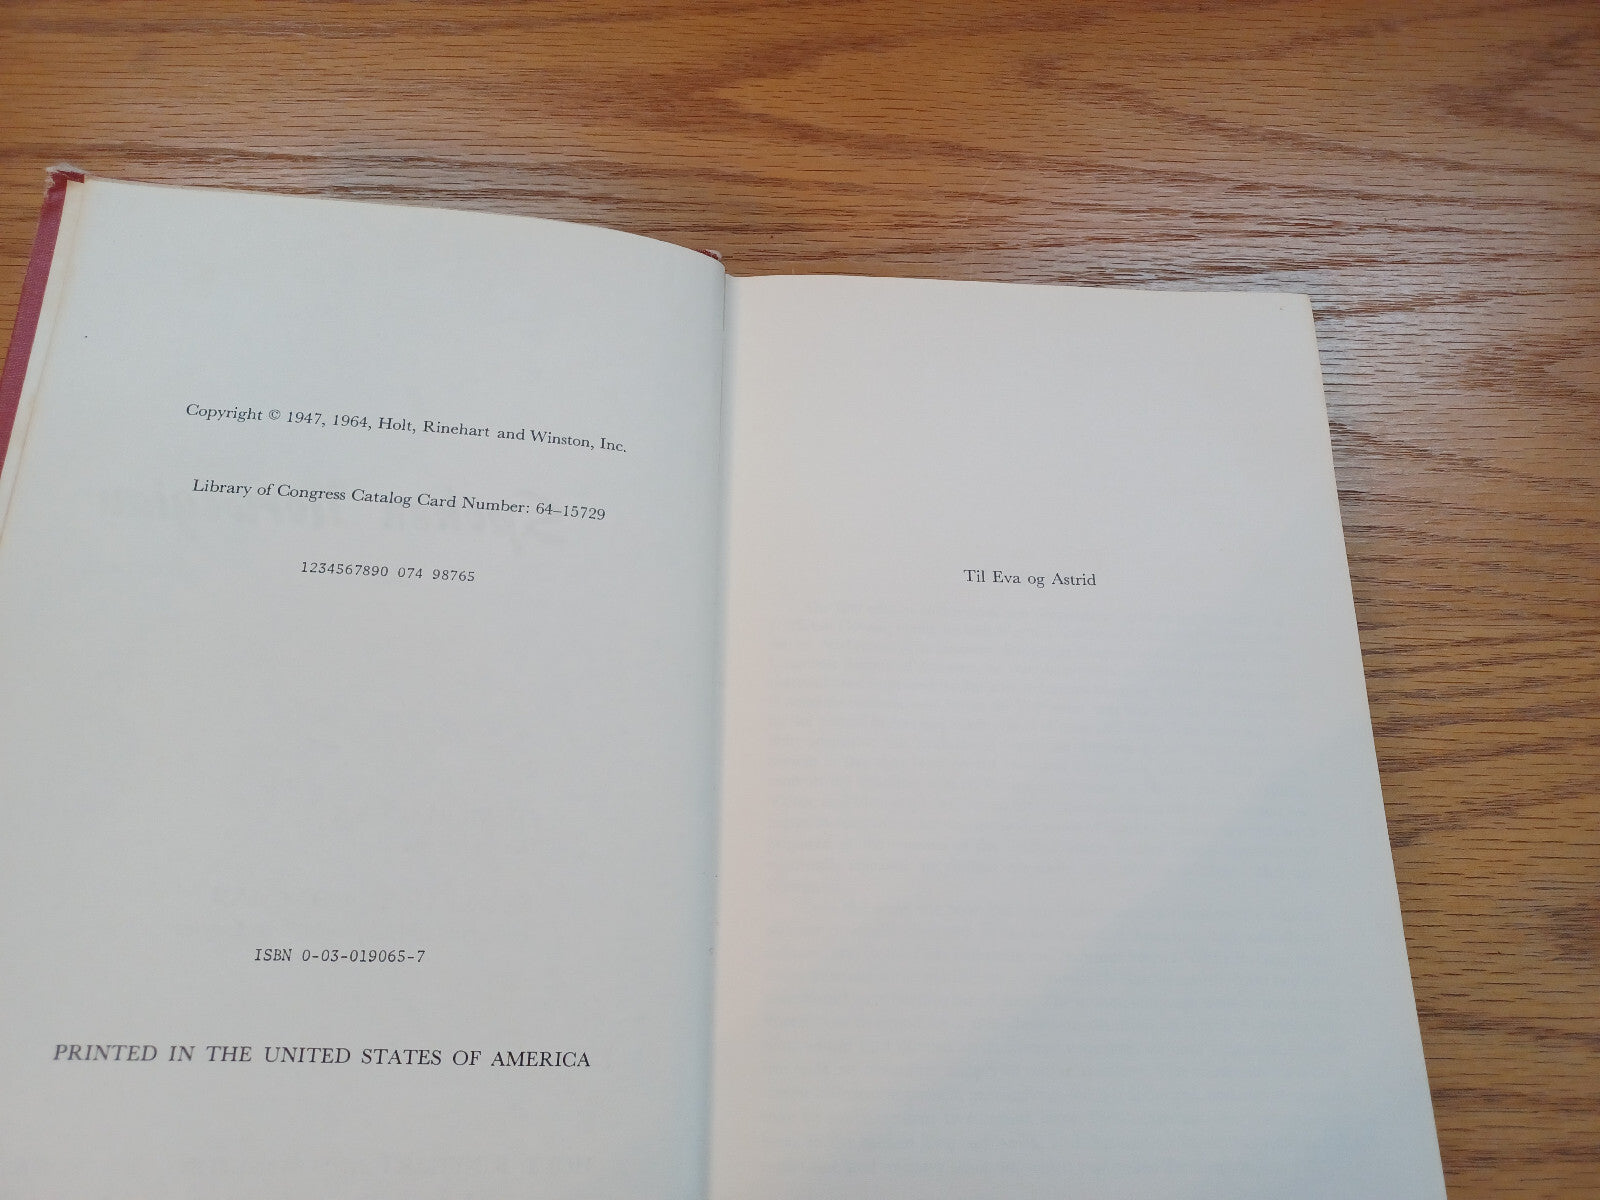 Copyright © 1947, 1964, Holt, Rinehart and Winston, Inc.
Library of Congress Catalog Card Number: 64–15729
1234567890 074 98765
ISBN 0-03-019065-7
PRINTED IN THE UNITED STATES OF AMERICA
Til Eva og Astrid